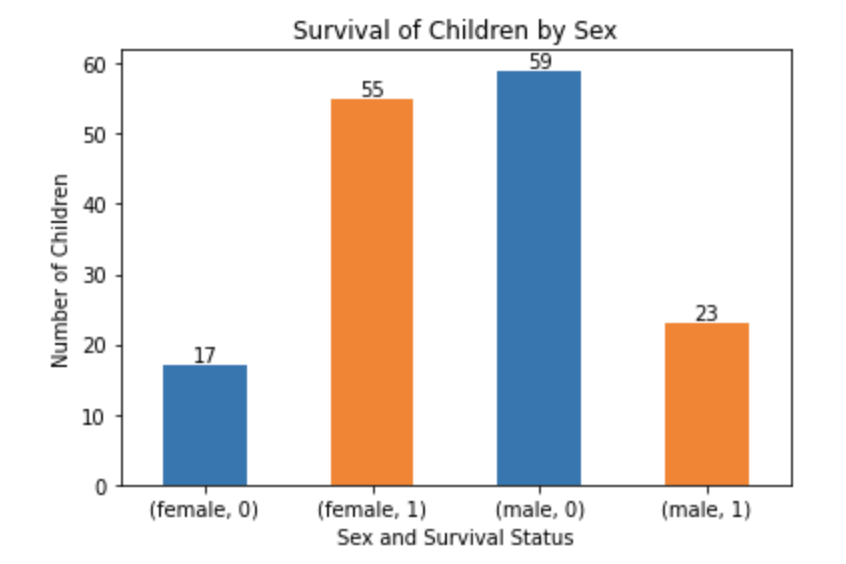 Survival of Children by Sex
60
50
40
30
20
10
0
Number of Children
17
55
59
23
(female, 0)
(female, 1)
(male, 0)
(male, 1)
Sex and Survival Status